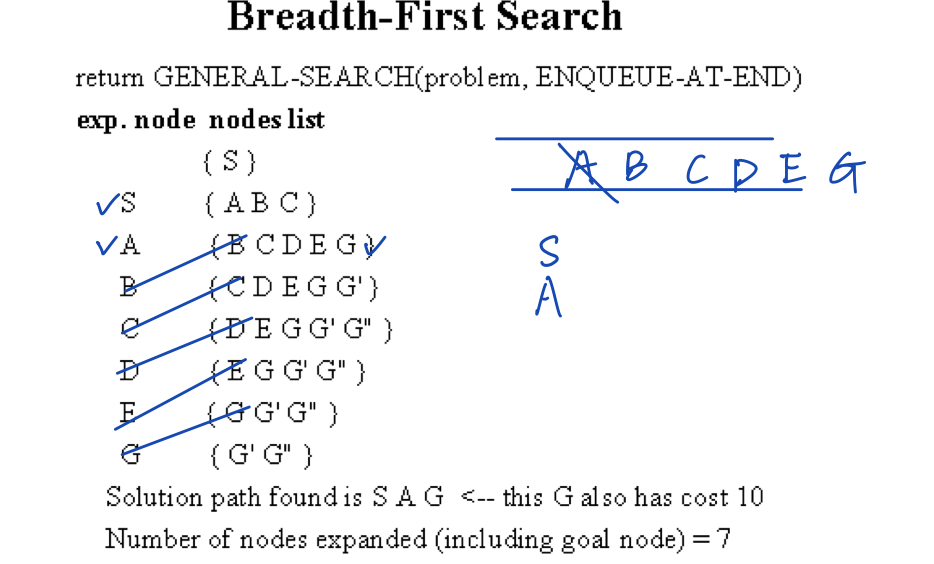 Breadth-First Search
return GENERAL-SEARCH(problem, ENQUEUE-AT-END)
exp. node nodes list
{ S }
S { A B C }
A { B C D E G }
B { C D E G G' }
C { D E G G' G" }
D { E G G' G" }
E { G G' G" }
G { G' G" }
Solution path found is S A G <-- this G also has cost 10
Number of nodes expanded (including goal node) = 7
A B C D E G
S
A